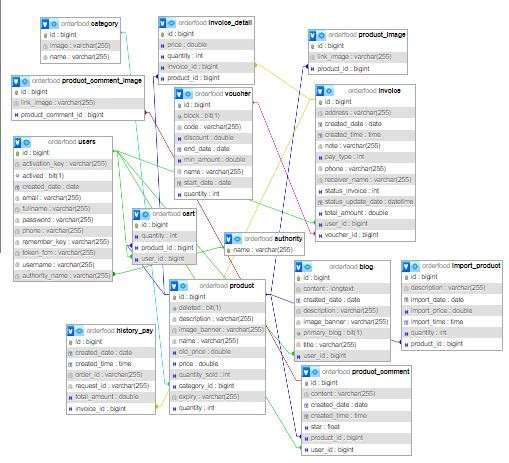 orderfood category
id : bigint
image : varchar(255)
name : varchar(255)
orderfood invoice_detail
id : bigint
price : double
quantity : int
invoice_id : bigint
product_id : bigint
orderfood product_image
id : bigint
link_image : varchar(255)
product_id : bigint
orderfood product_comment_image
id : bigint
link_image : varchar(255)
product_comment_id : bigint
orderfood voucher
id : bigint
block : bit(1)
code : varchar(255)
discount : double
end_date : date
min_amount : double
name : varchar(255)
start_date : date
quantity : int
orderfood invoice
id : bigint
address : varchar(255)
created_date : date
created_time : time
note : varchar(255)
pay_type : int
phone : varchar(255)
receiver_name : varchar(255)
status_invoice : int
status_update_date : datetime
total_amount : double
user_id : bigint
voucher_id : bigint
orderfood users
id : bigint
activation_key : varchar(255)
actived : bit(1)
created_date : date
email : varchar(255)
fullname : varchar(255)
password : varchar(255)
phone : varchar(255)
remember_key : varchar(255)
token_fcm : varchar(255)
username : varchar(255)
authority_name : varchar(255)
orderfood cart
id : bigint
quantity : int
product_id : bigint
user_id : bigint
orderfood authority
name : varchar(255)
orderfood product
id : bigint
deleted : bit(1)
description : varchar(255)
image_banner : varchar(255)
name : varchar(255)
old_price : double
price : double
quantity_sold : int
category_id : bigint
expiry : varchar(255)
quantity : int
orderfood blog
id : bigint
content : longtext
created_date : date
description : varchar(255)
image_banner : varchar(255)
primary_blog : bit(1)
title : varchar(255)
user_id : bigint
orderfood import_product
id : bigint
description : varchar(255)
import_date : date
import_price : double
import_time : time
quantity : int
product_id : bigint
orderfood history_pay
id : bigint
created_date : date
created_time : time
order_id : varchar(255)
request_id : varchar(255)
total_amount : double
invoice_id : bigint
orderfood product_comment
id : bigint
content : varchar(255)
created_date : date
created_time : time
star : float
product_id : bigint
user_id : bigint